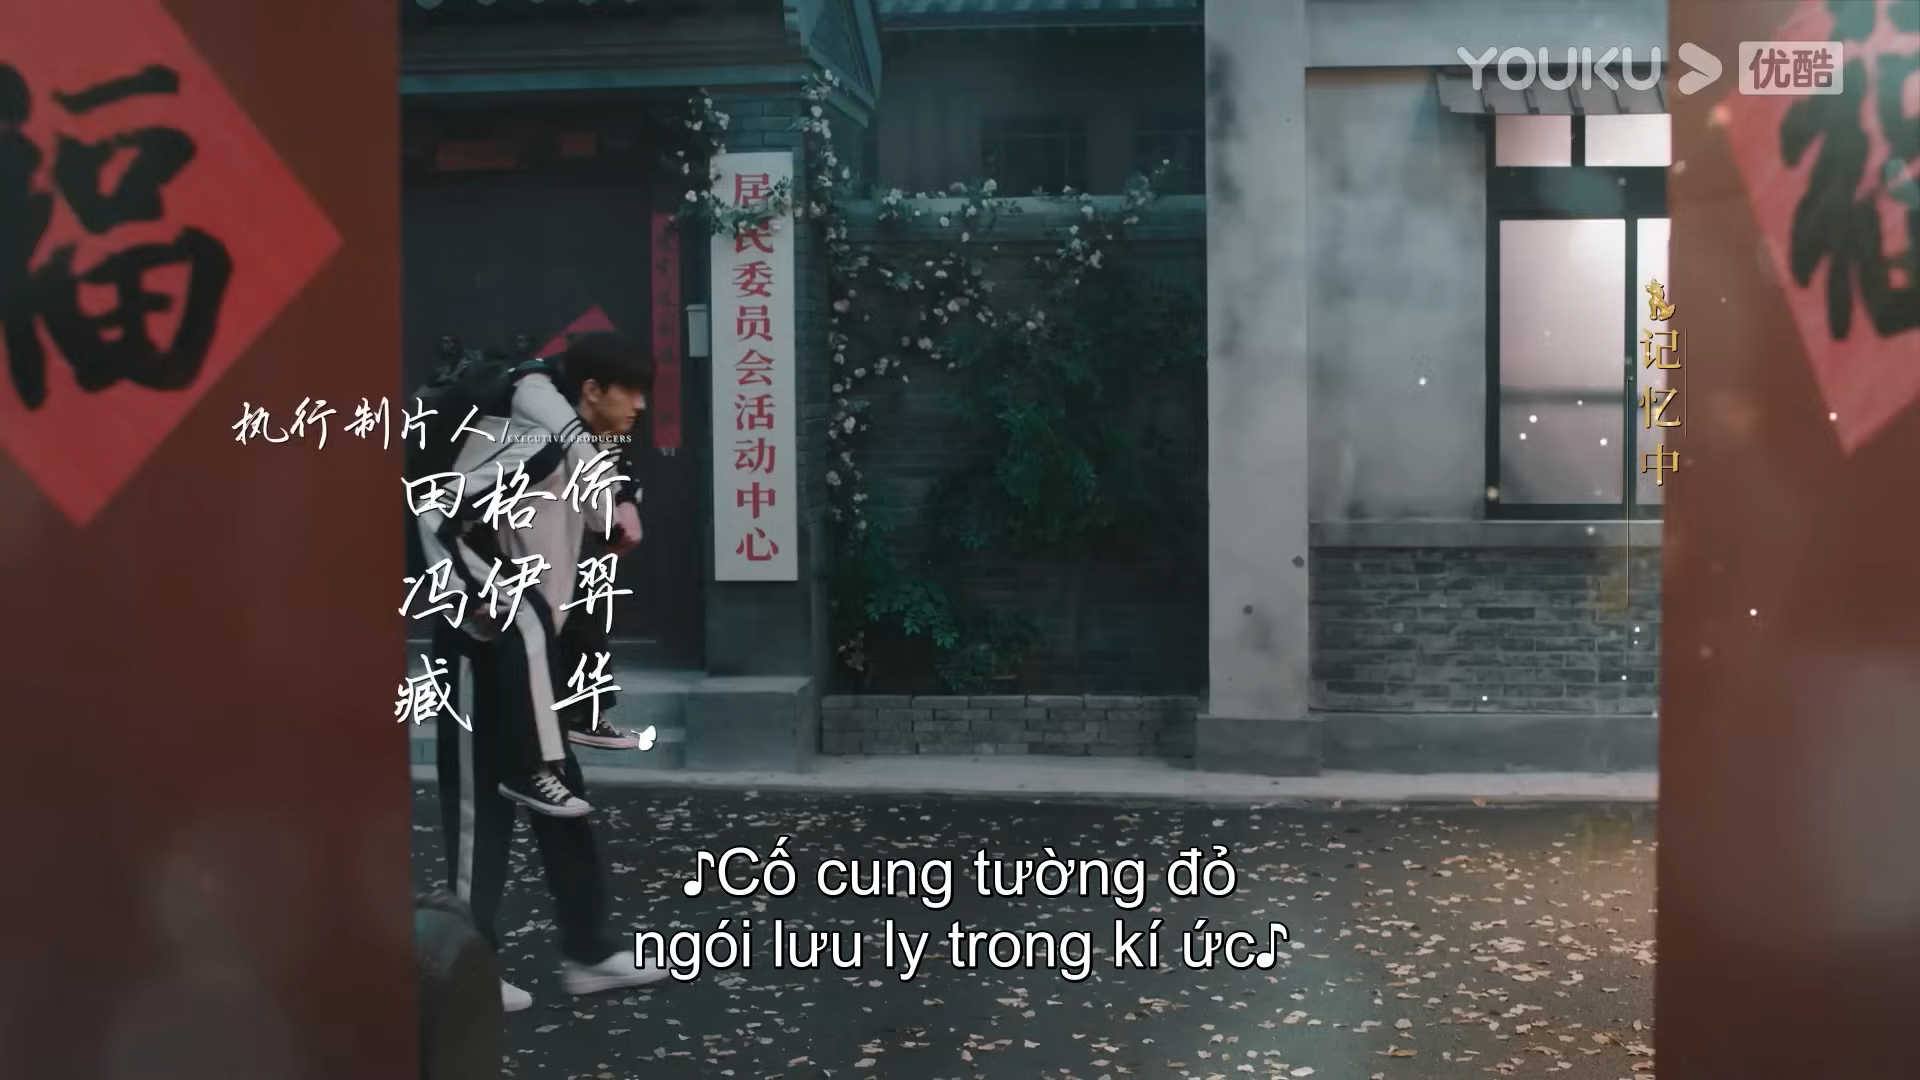 福
YOUKU 优酷
福
居民委员会活动中心
记忆中
执行制片人/EXECUTIVE PRODUCERS
田格侨
冯伊羿
臧 华
♪Cố cung tường đỏ
ngói lưu ly trong kí ức♪